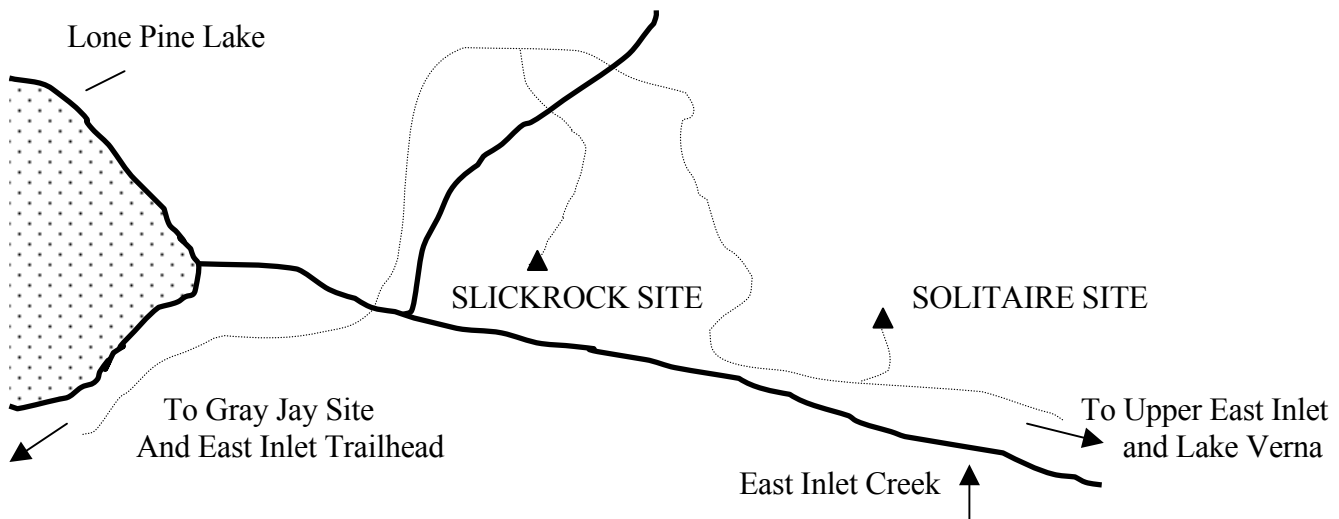 Lone Pine Lake
SLICKROCK SITE
SOLITAIRE SITE
To Gray Jay Site
And East Inlet Trailhead
To Upper East Inlet
and Lake Verna
East Inlet Creek